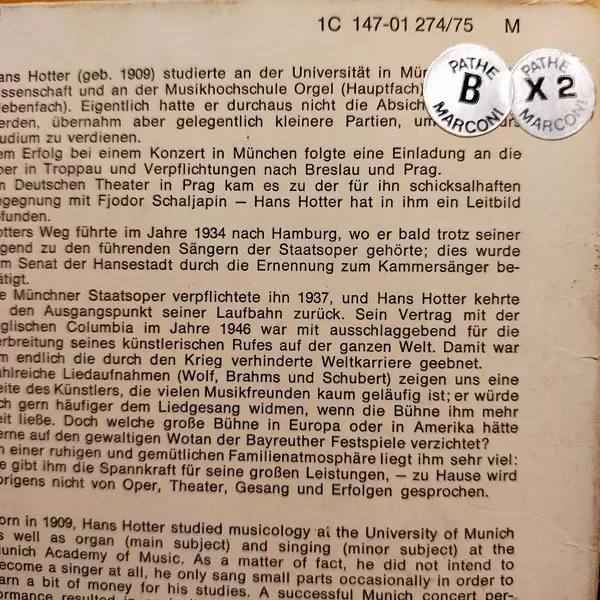 1C 147-01 274/75 M
PATHE B MARCONI
PATHE X 2 MARCONI
ans Hotter (geb. 1909) studierte an der Universität in Mün
issenschaft und an der Musikhochschule Orgel (Hauptfach)
lebenfach). Eigentlich hatte er durchaus nicht die Absich
erden, übernahm aber gelegentlich kleinere Partien, um
udium zu verdienen.
em Erfolg bei einem Konzert in München folgte eine Einladung an die
per in Troppau und Verpflichtungen nach Breslau und Prag.
m Deutschen Theater in Prag kam es zu der für ihn schicksalhaften
egegnung mit Fjodor Schaljapin – Hans Hotter hat in ihm ein Leitbild
efunden.
otters Weg führte im Jahre 1934 nach Hamburg, wo er bald trotz seiner
ugend zu den führenden Sängern der Staatsoper gehörte; dies wurde
m Senat der Hansestadt durch die Ernennung zum Kammersänger be-
ätigt.
e Münchner Staatsoper verpflichtete ihn 1937, und Hans Hotter kehrte
den Ausgangspunkt seiner Laufbahn zurück. Sein Vertrag mit der
nglischen Columbia im Jahre 1946 war mit ausschlaggebend für die
erbreitung seines künstlerischen Rufes auf der ganzen Welt. Damit war
m endlich die durch den Krieg verhinderte Weltkarriere geebnet.
ahlreiche Liedaufnahmen (Wolf, Brahms und Schubert) zeigen uns eine
eite des Künstlers, die vielen Musikfreunden kaum geläufig ist; er würde
ch gern häufiger dem Liedgesang widmen, wenn die Bühne ihm mehr
eit ließe. Doch welche große Bühne in Europa oder in Amerika hätte
erne auf den gewaltigen Wotan der Bayreuther Festspiele verzichtet?
n einer ruhigen und gemütlichen Familienatmosphäre liegt ihm sehr viel:
e gibt ihm die Spannkraft für seine großen Leistungen, – zu Hause wird
brigens nicht von Oper, Theater, Gesang und Erfolgen gesprochen.
orn in 1909, Hans Hotter studied musicology at the University of Munich
s well as organ (main subject) and singing (minor subject) at the
unich Academy of Music. As a matter of fact, he did not intend to
ecome a singer at all, he only sang small parts occasionally in order to
arn a bit of money for his studies. A successful Munich concert per-
ormance resulted in